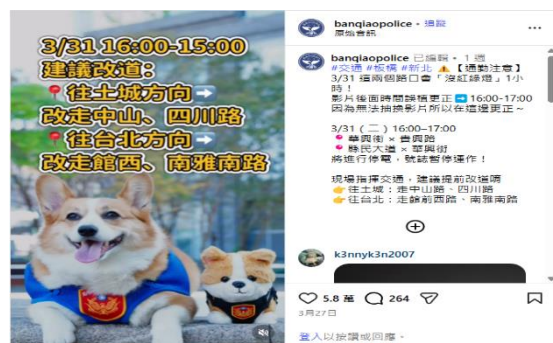 3/31 16:00-15:00
建議改道：
📍往土城方向➡
改走中山、四川路
📍往台北方向➡
改走館西、南雅南路
banqiaopolice • 追蹤
原始音訊
banqiaopolice 已編輯 • 1 週
#交通 #板橋 #新北 ⚠️【通勤注意】
3/31 這兩個路口會「沒紅綠燈」1小
時！
影片後面時間誤植更正➡16:00-17:00
因為無法抽換影片所以在這邊更正～
3/31（二）16:00–17:00
📍華興街 × 貴興路
📍縣民大道 × 華興街
將進行停電，號誌暫停運作！
現場指揮交通，建議提前改道唷
👉往土城：走中山路、四川路
👉往台北：走館前西路、南雅南路
k3nnyk3n2007
5.8 萬 264
3月27日
登入以按讚或回應。